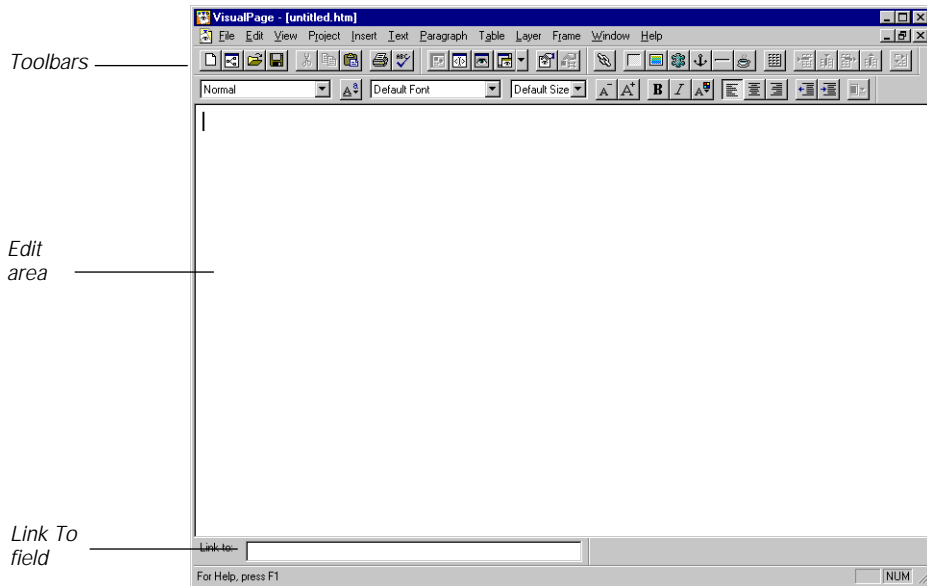 VisualPage - [untitled.htm]
File Edit View Project Insert Text Paragraph Table Layer Frame Window Help
Toolbars
ABC
Normal A a Default Font Default Size A- A+ B I A
Edit
area
Link To
field
Link to:
For Help, press F1 NUM